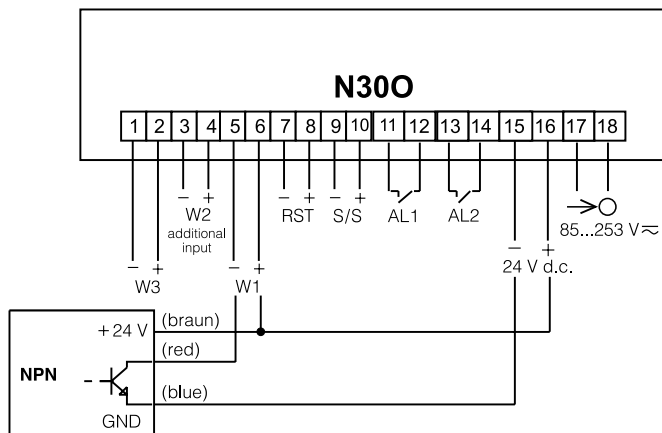 N30O
1 2 3 4 5 6 7 8 9 10 11 12 13 14 15 16 17 18
− + − + − +
W2 RST S/S AL1 AL2
additional
input
85...253 V
− + − + − +
24 V d.c.
W3 W1
+24 V (braun)
(red)
NPN
(blue)
GND